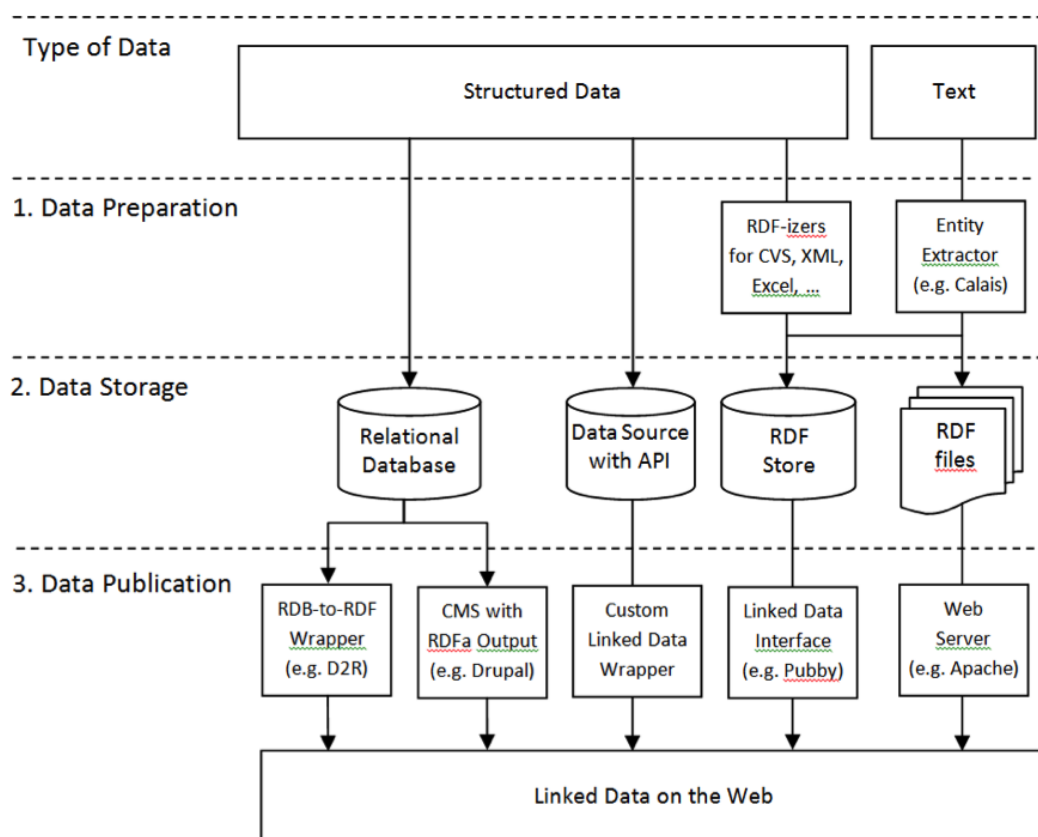 Type of Data
Structured Data
Text
1. Data Preparation
RDF-izers
for CVS, XML,
Excel, ...
Entity
Extractor
(e.g. Calais)
2. Data Storage
Relational
Database
Data Source
with API
RDF
Store
RDF
files
3. Data Publication
RDB-to-RDF
Wrapper
(e.g. D2R)
CMS with
RDFa Output
(e.g. Drupal)
Custom
Linked Data
Wrapper
Linked Data
Interface
(e.g. Pubby)
Web
Server
(e.g. Apache)
Linked Data on the Web